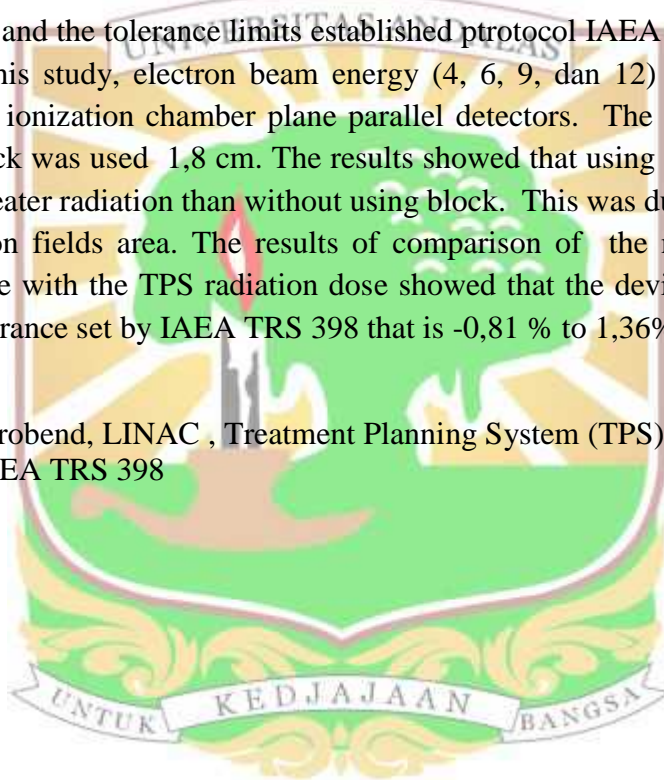 and the tolerance limits established ptrotocol IAEA
UNIVERSITAS ANDALAS
his study, electron beam energy (4, 6, 9, dan 12)
ionization chamber plane parallel detectors. The
ck was used 1,8 cm. The results showed that using
eater radiation than without using block. This was du
on fields area. The results of comparison of the
e with the TPS radiation dose showed that the devi
rance set by IAEA TRS 398 that is -0,81 % to 1,36%
robend, LINAC , Treatment Planning System (TPS)
EA TRS 398
UNTUK KEDJAJAAN BANGSA